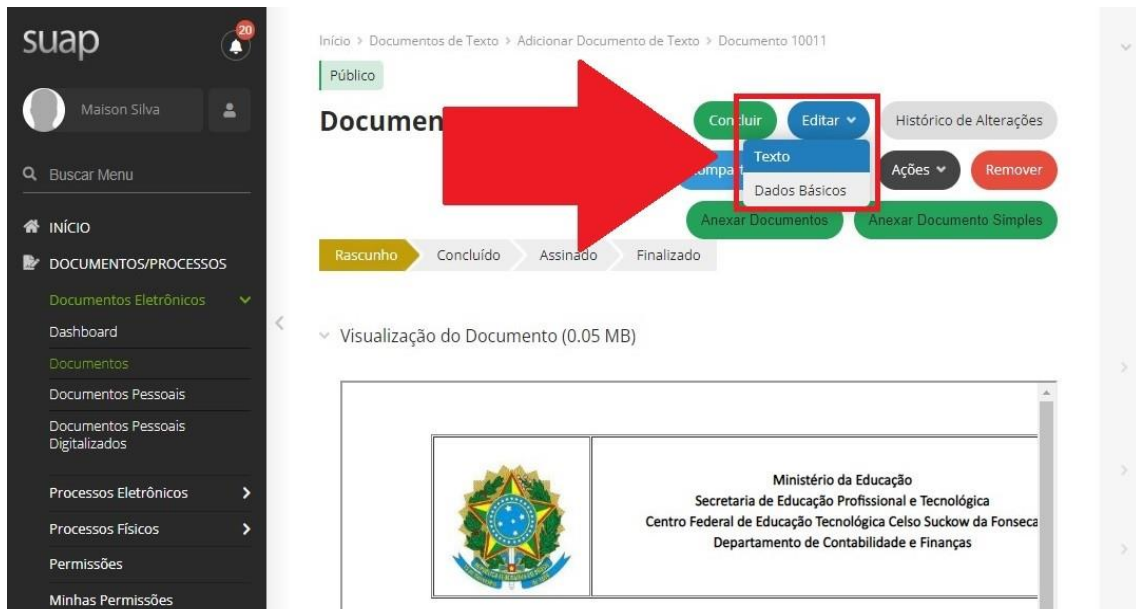 suap
20
Maison Silva
Buscar Menu
INÍCIO
DOCUMENTOS/PROCESSOS
Documentos Eletrônicos
Dashboard
Documentos
Documentos Pessoais
Documentos Pessoais
Digitalizados
Processos Eletrônicos
Processos Físicos
Permissões
Minhas Permissões
Início > Documentos de Texto > Adicionar Documento de Texto > Documento 10011
Público
Documen
Concluir
Editar
Histórico de Alterações
Texto
Dados Básicos
ompart
Ações
Remover
Anexar Documentos
Anexar Documento Simples
Rascunho
Concluído
Assinado
Finalizado
Visualização do Documento (0.05 MB)
Ministério da Educação
Secretaria de Educação Profissional e Tecnológica
Centro Federal de Educação Tecnológica Celso Suckow da Fonseca
Departamento de Contabilidade e Finanças